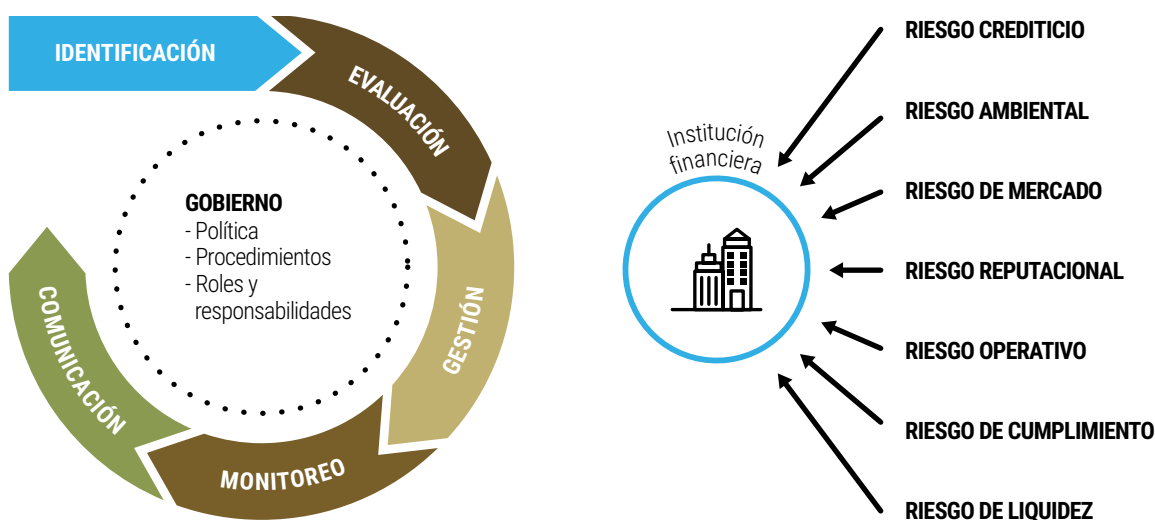 IDENTIFICACIÓN
EVALUACIÓN
GESTIÓN
MONITOREO
COMUNICACIÓN
GOBIERNO
- Política
- Procedimientos
- Roles y
responsabilidades
Institución
financiera
RIESGO CREDITICIO
RIESGO AMBIENTAL
RIESGO DE MERCADO
RIESGO REPUTACIONAL
RIESGO OPERATIVO
RIESGO DE CUMPLIMIENTO
RIESGO DE LIQUIDEZ